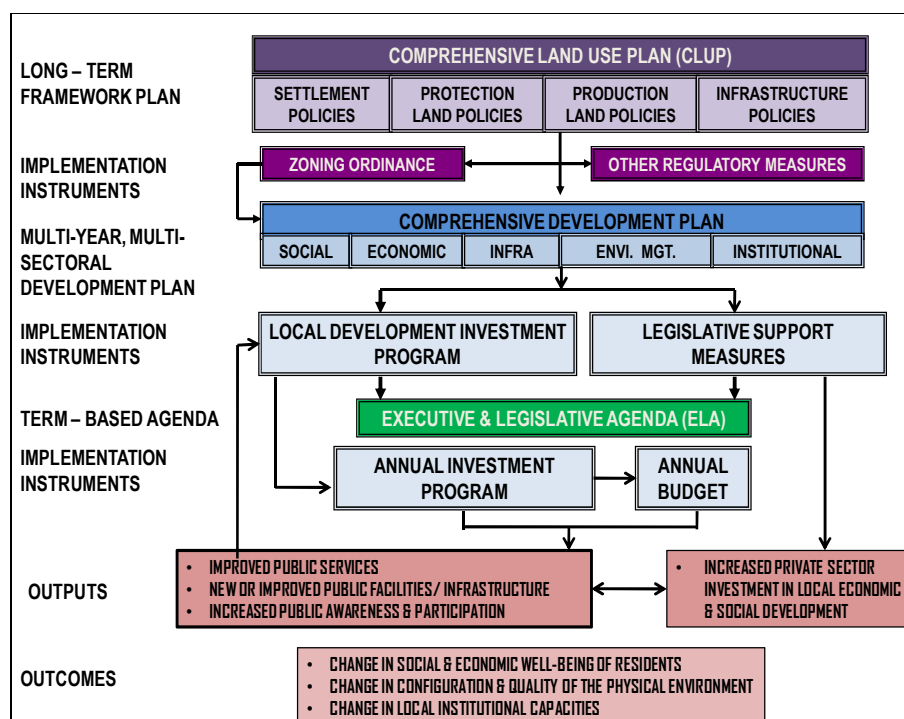 COMPREHENSIVE LAND USE PLAN (CLUP)
LONG – TERM
FRAMEWORK PLAN
SETTLEMENT
POLICIES
PROTECTION
LAND POLICIES
PRODUCTION
LAND POLICIES
INFRASTRUCTURE
POLICIES
IMPLEMENTATION
INSTRUMENTS
ZONING ORDINANCE
OTHER REGULATORY MEASURES
MULTI-YEAR, MULTI-
SECTORAL
DEVELOPMENT PLAN
COMPREHENSIVE DEVELOPMENT PLAN
SOCIAL
ECONOMIC
INFRA
ENVI. MGT.
INSTITUTIONAL
IMPLEMENTATION
INSTRUMENTS
LOCAL DEVELOPMENT INVESTMENT
PROGRAM
LEGISLATIVE SUPPORT
MEASURES
TERM – BASED AGENDA
EXECUTIVE & LEGISLATIVE AGENDA (ELA)
IMPLEMENTATION
INSTRUMENTS
ANNUAL INVESTMENT
PROGRAM
ANNUAL
BUDGET
OUTPUTS
• IMPROVED PUBLIC SERVICES
• NEW OR IMPROVED PUBLIC FACILITIES/ INFRASTRUCTURE
• INCREASED PUBLIC AWARENESS & PARTICIPATION
• INCREASED PRIVATE SECTOR
INVESTMENT IN LOCAL ECONOMIC
& SOCIAL DEVELOPMENT
OUTCOMES
• CHANGE IN SOCIAL & ECONOMIC WELL-BEING OF RESIDENTS
• CHANGE IN CONFIGURATION & QUALITY OF THE PHYSICAL ENVIRONMENT
• CHANGE IN LOCAL INSTITUTIONAL CAPACITIES